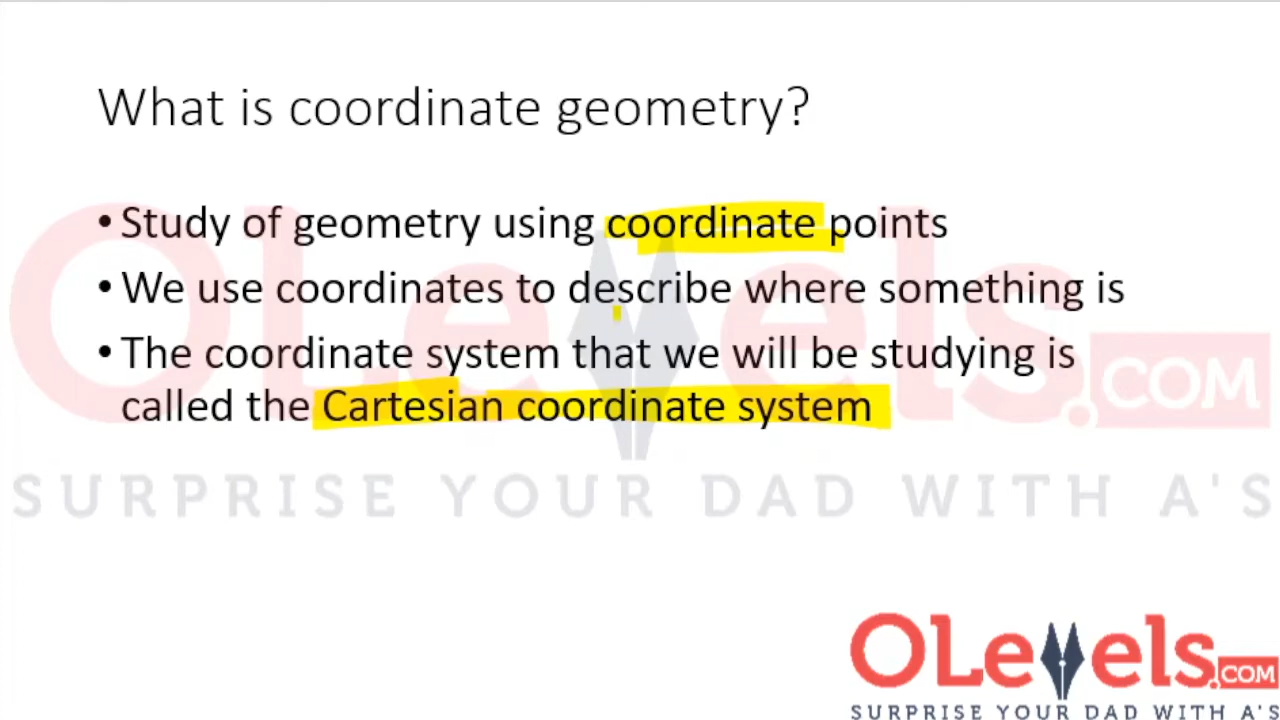 What is coordinate geometry?
• Study of geometry using coordinate points
• We use coordinates to describe where something is
• The coordinate system that we will be studying is
called the Cartesian coordinate system
OLevels.COM
SURPRISE YOUR DAD WITH A'S
OLevels.COM
SURPRISE YOUR DAD WITH A'S